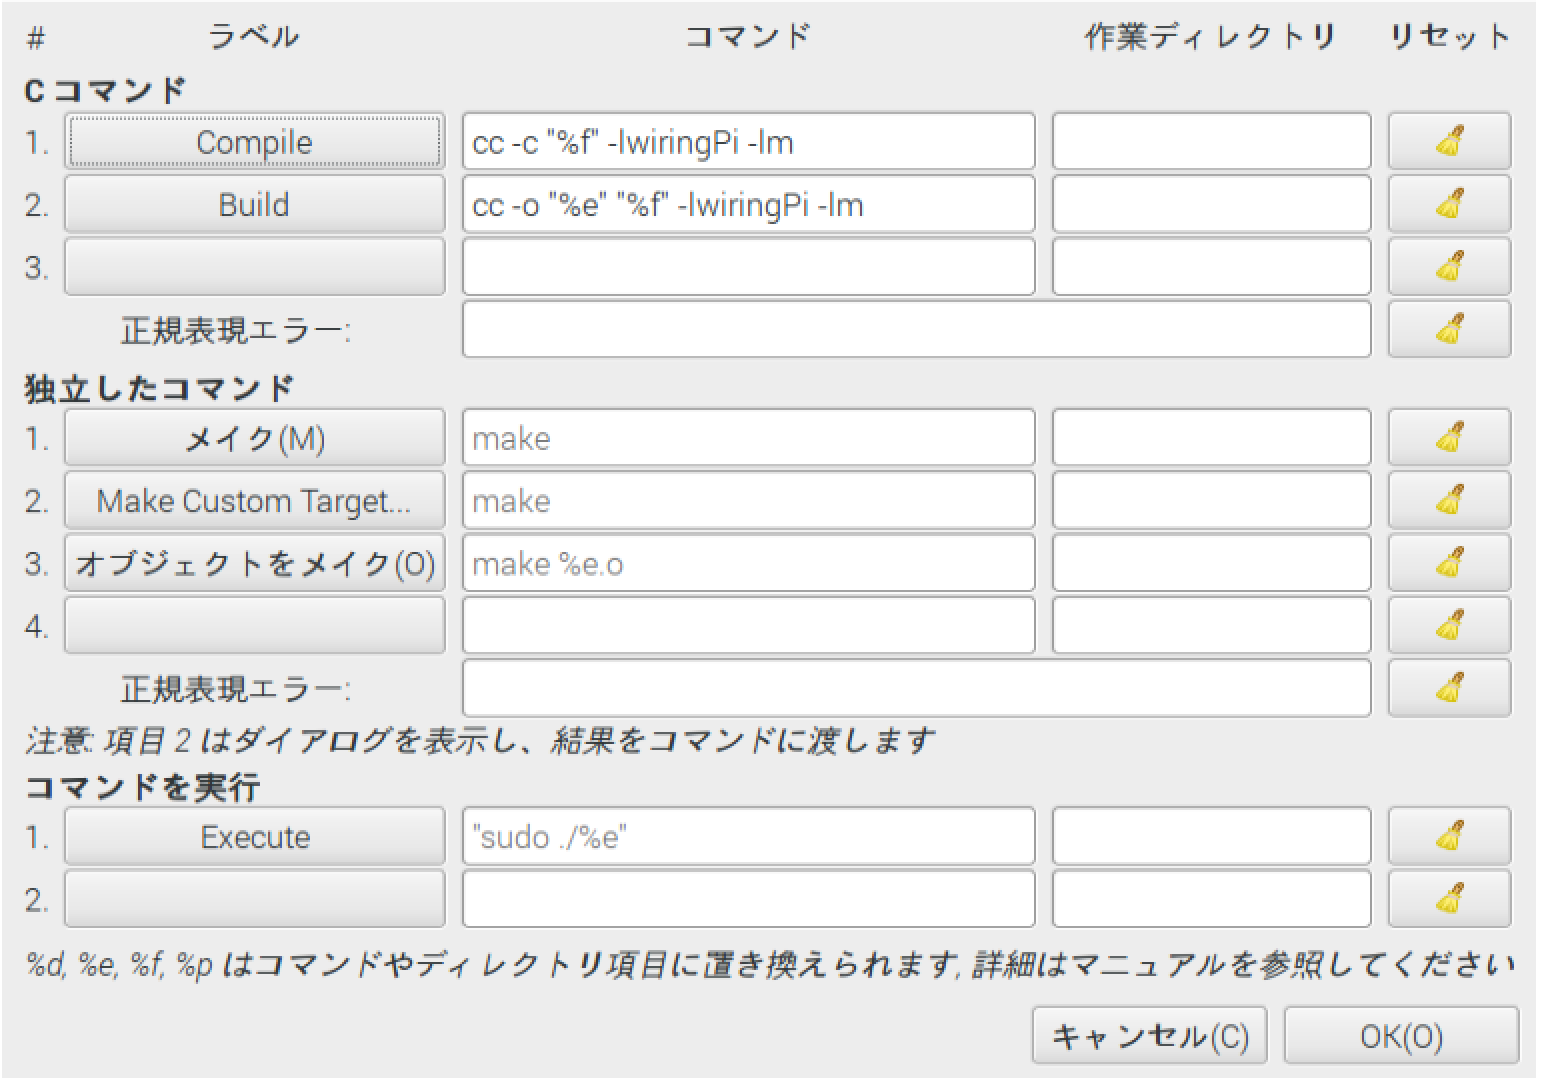 # ラベル コマンド 作業ディレクトリ リセット
C コマンド
1. Compile cc -c "%f" -lwiringPi -lm
2. Build cc -o "%e" "%f" -lwiringPi -lm
3.
正規表現エラー:
独立したコマンド
1. メイク(M) make
2. Make Custom Target... make
3. オブジェクトをメイク(O) make %e.o
4.
正規表現エラー:
注意: 項目 2 はダイアログを表示し、結果をコマンドに渡します
コマンドを実行
1. Execute "sudo ./%e"
2.
%d, %e, %f, %p はコマンドやディレクトリ項目に置き換えられます, 詳細はマニュアルを参照してください
キャンセル(C) OK(O)